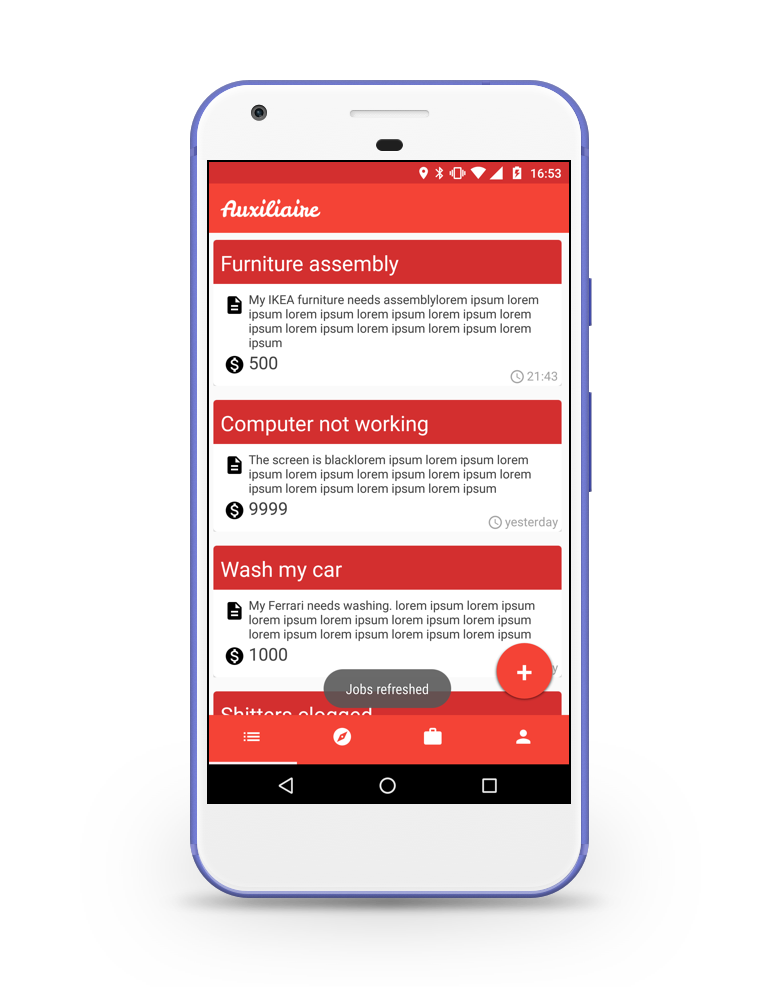 16:53
Auxiliaire
Furniture assembly
My IKEA furniture needs assemblylorem ipsum lorem
ipsum lorem ipsum lorem ipsum lorem ipsum lorem
ipsum lorem ipsum lorem ipsum lorem ipsum lorem
ipsum
500
21:43
Computer not working
The screen is blacklorem ipsum lorem ipsum lorem
ipsum lorem ipsum lorem ipsum lorem ipsum lorem
ipsum lorem ipsum lorem ipsum lorem ipsum
9999
yesterday
Wash my car
My Ferrari needs washing. lorem ipsum lorem ipsum
lorem ipsum lorem ipsum lorem ipsum lorem ipsum
lorem ipsum lorem ipsum lorem ipsum lorem ipsum
1000
y
Jobs refreshed
Shitters clogged